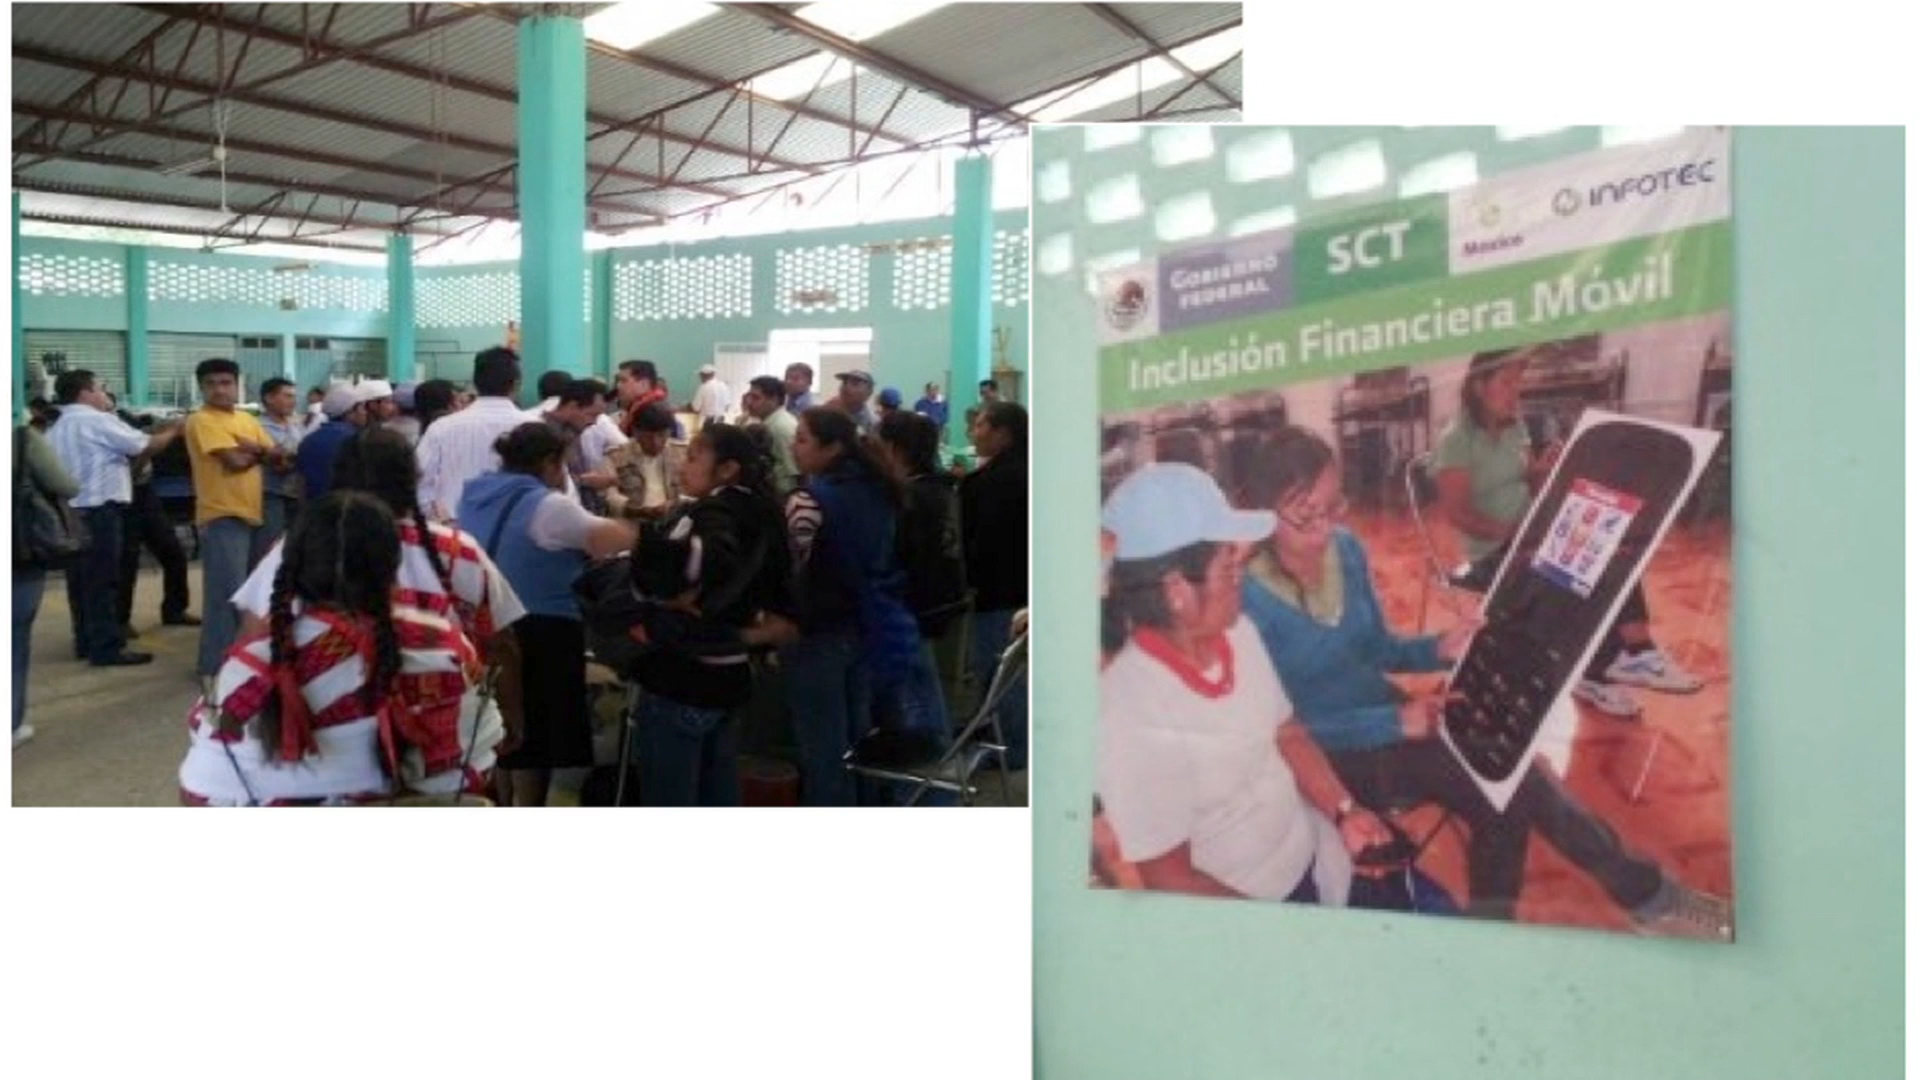 GOBIERNO
FEDERAL
SCT
México
INFOTEC
Inclusión Financiera Móvil